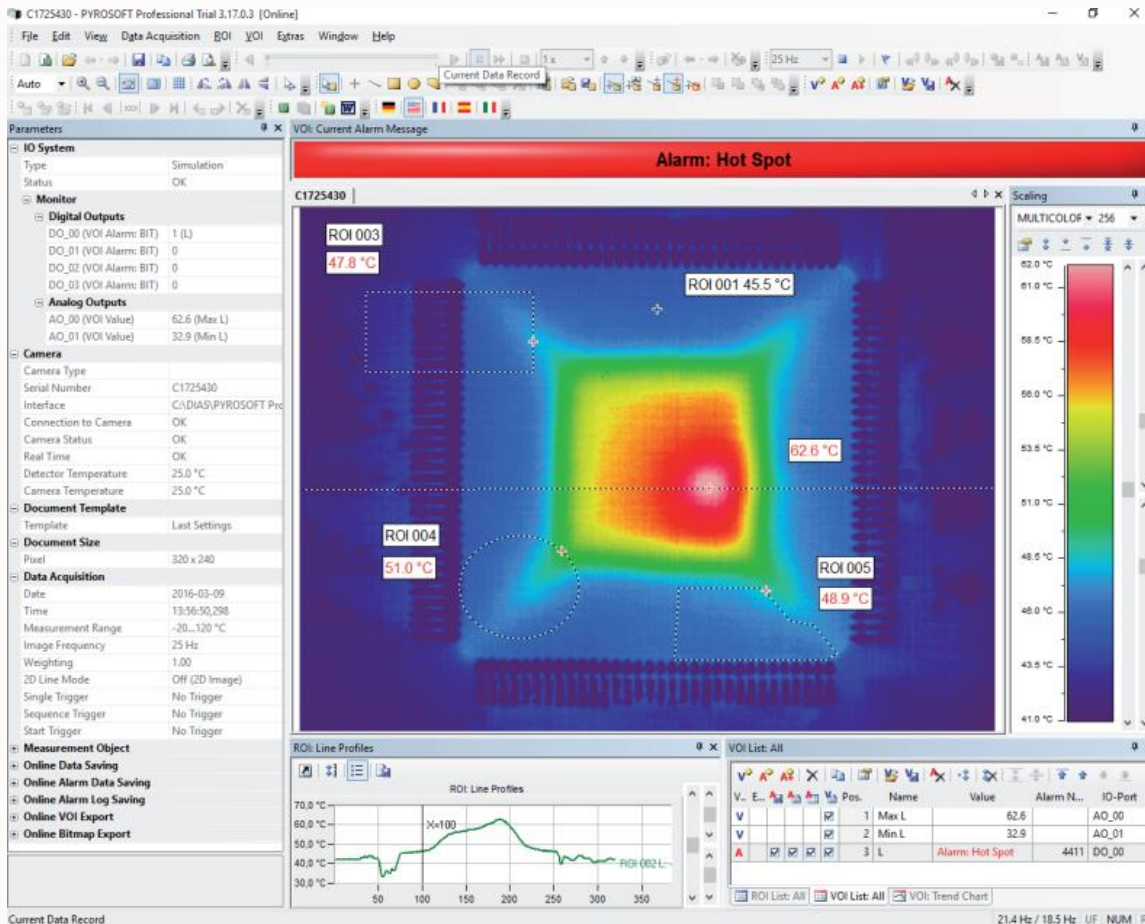 C1725430 - PYROSOFT Professional Trial 3.17.0.3 [Online]
File Edit View Data Acquisition ROI VOI Extras Window Help
1 x 25 Hz
Auto
Current Data Record
Parameters
IO System
Type Simulation
Status OK
Monitor
Digital Outputs
DO_00 (VOI Alarm: BIT) 1 (L)
DO_01 (VOI Alarm: BIT) 0
DO_02 (VOI Alarm: BIT) 0
DO_03 (VOI Alarm: BIT) 0
Analog Outputs
AO_00 (VOI Value) 62.6 (Max L)
AO_01 (VOI Value) 32.9 (Min L)
Camera
Camera Type
Serial Number C1725430
Interface C:\DIAS\PYROSOFT Pro
Connection to Camera OK
Camera Status OK
Real Time OK
Detector Temperature 25.0 °C
Camera Temperature 25.0 °C
Document Template
Template Last Settings
Document Size
Pixel 320 x 240
Data Acquisition
Date 2016-03-09
Time 13:56:50,298
Measurement Range -20...120 °C
Image Frequency 25 Hz
Weighting 1.00
2D Line Mode Off (2D Image)
Single Trigger No Trigger
Sequence Trigger No Trigger
Start Trigger No Trigger
Measurement Object
Online Data Saving
Online Alarm Data Saving
Online Alarm Log Saving
Online VOI Export
Online Bitmap Export
VOI: Current Alarm Message
Alarm: Hot Spot
C1725430
ROI 003
47.8 °C
ROI 001 45.5 °C
62.6 °C
ROI 004
51.0 °C
ROI 005
48.9 °C
Scaling
MULTICOLOR 256
62.0 °C
61.0 °C
58.5 °C
56.0 °C
53.5 °C
51.0 °C
48.5 °C
46.0 °C
43.5 °C
41.0 °C
ROI: Line Profiles
ROI: Line Profiles
70,0 °C
60,0 °C
50,0 °C
40,0 °C
30,0 °C
X=100
ROI 002 L:
50 100 150 200 250 300 350
VOI List: All
V.. E... Pos. Name Value Alarm N... IO-Port
V 1 Max L 62.6 AO_00
V 2 Min L 32.9 AO_01
A 3 L Alarm: Hot Spot 4411 DO_00
ROI List: All VOI List: All VOI: Trend Chart
Current Data Record 21.4 Hz / 18.5 Hz UF NUM